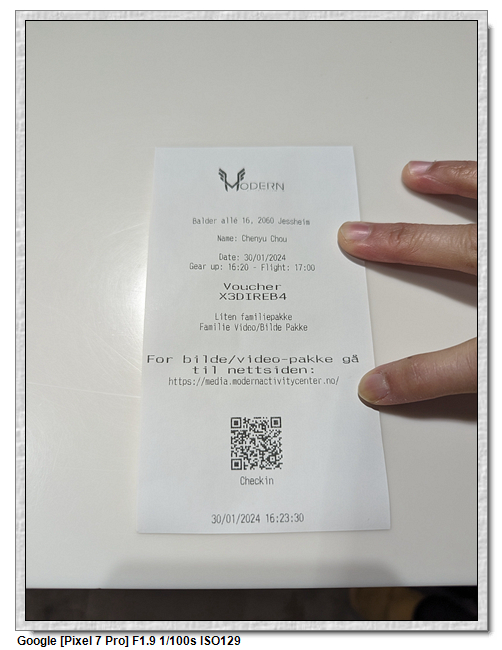 MODERN
Balder alle 16, 2060 Jessheim
Name: Chenyu Chou
Date: 30/01/2024
Gear up: 16:20 - Flight: 17:00
Voucher
X3DIREB4
Liten familiepakke
Familie Video/Bilde Pakke
For bilde/video-pakke gå
til nettsiden:
https://media.modernactivitycenter.no/
Checkin
30/01/2024 16:23:30
Google [Pixel 7 Pro] F1.9 1/100s ISO129